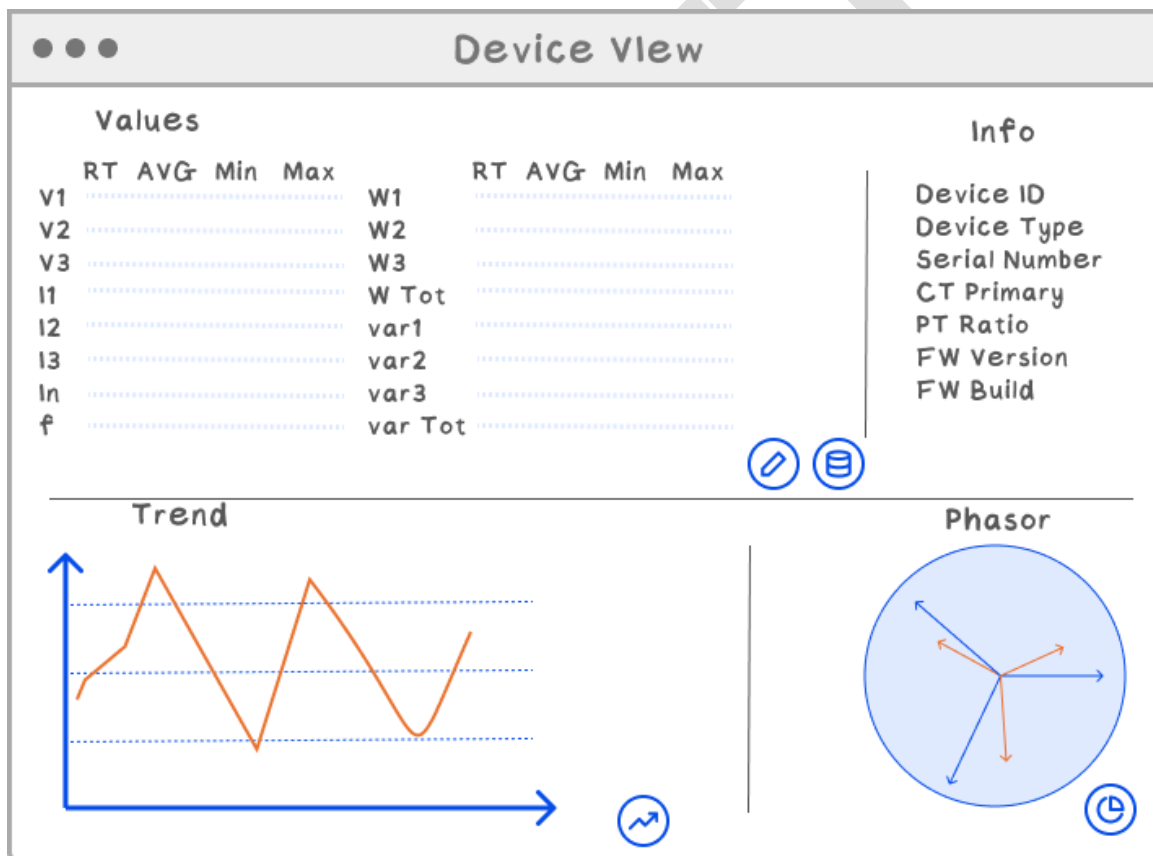 Device VIew
Values
RT AVG Min Max
V1
V2
V3
I1
I2
I3
In
f
RT AVG Min Max
W1
W2
W3
W Tot
var1
var2
var3
var Tot
Info
Device ID
Device Type
Serial Number
CT Primary
PT Ratio
FW Version
FW Build
Trend
Phasor